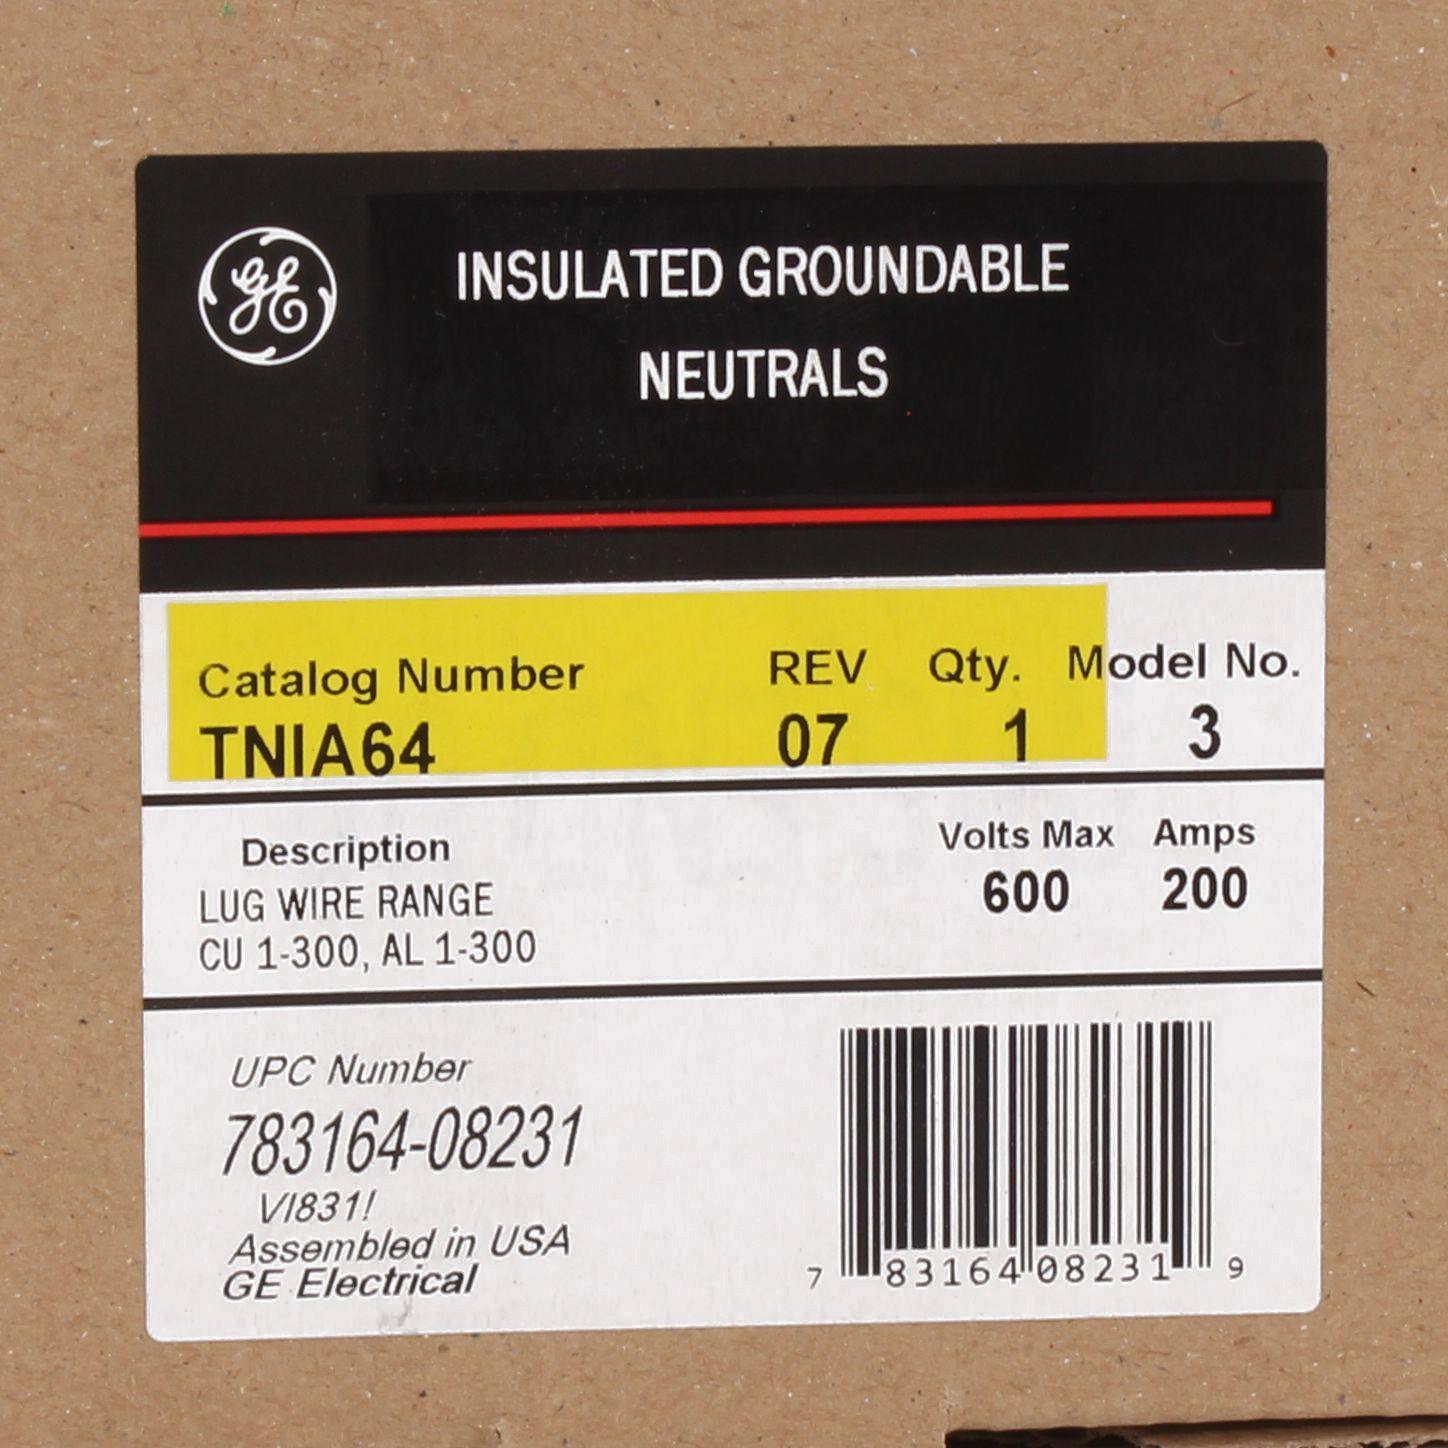 GE
INSULATED GROUNDABLE
NEUTRALS
Catalog Number REV Qty. Model No.
TNIA64 07 1 3
Description Volts Max Amps
LUG WIRE RANGE 600 200
CU 1-300, AL 1-300
UPC Number
783164-08231
VI831!
Assembled in USA
GE Electrical
7 83164 08231 9